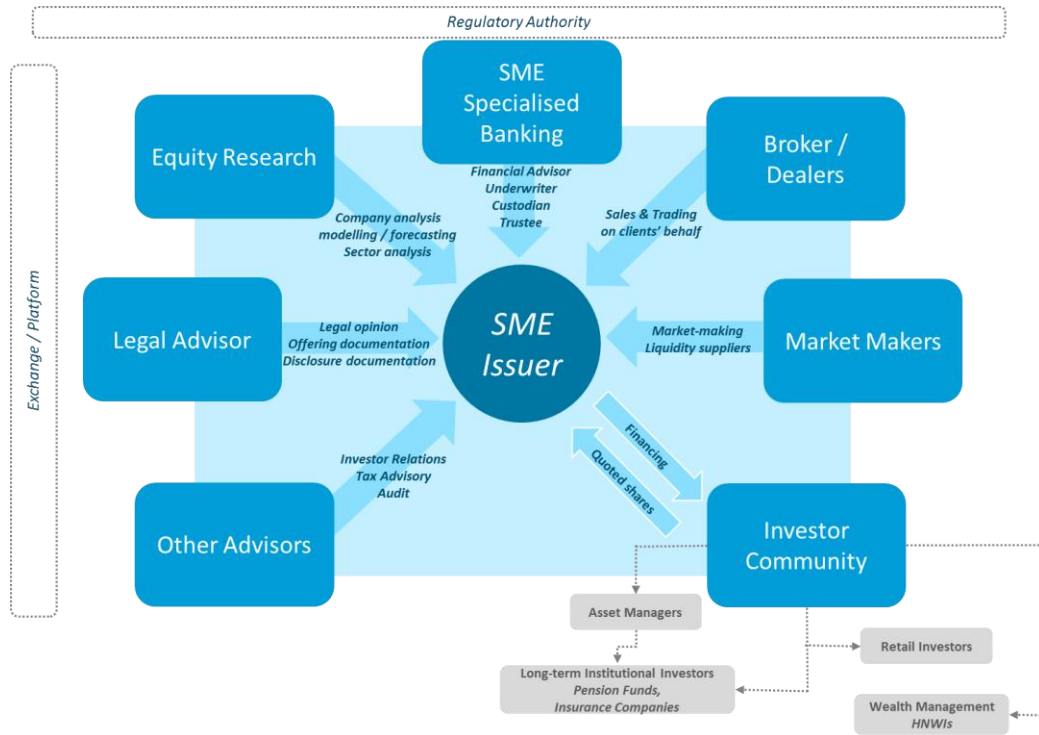 Regulatory Authority
Exchange / Platform
SME
Specialised
Banking
Equity Research
Broker /
Dealers
Financial Advisor
Underwriter
Custodian
Trustee
Company analysis
modelling / forecasting
Sector analysis
Sales & Trading
on clients’ behalf
Legal Advisor
Legal opinion
Offering documentation
Disclosure documentation
SME
Issuer
Market-making
Liquidity suppliers
Market Makers
Investor Relations
Tax Advisory
Audit
Financing
Quoted shares
Other Advisors
Investor
Community
Asset Managers
Retail Investors
Long-term Institutional Investors
Pension Funds,
Insurance Companies
Wealth Management
HNWIs